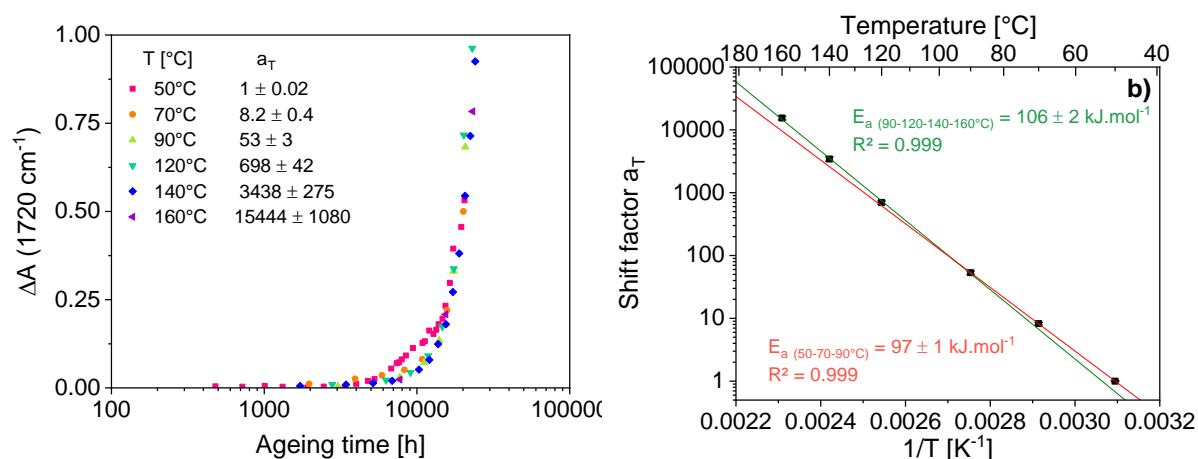 1.00
0.75
0.50
0.25
0.00
ΔA (1720 cm⁻¹)
T [°C] a_T
50°C 1 ± 0.02
70°C 8.2 ± 0.4
90°C 53 ± 3
120°C 698 ± 42
140°C 3438 ± 275
160°C 15444 ± 1080
100 1000 10000 100000
Ageing time [h]
Temperature [°C]
180 160 140 120 100 80 60 40
b)
100000
10000
1000
100
10
1
Shift factor a_T
E_a (90-120-140-160°C) = 106 ± 2 kJ.mol⁻¹
R² = 0.999
E_a (50-70-90°C) = 97 ± 1 kJ.mol⁻¹
R² = 0.999
0.0022 0.0024 0.0026 0.0028 0.0030 0.0032
1/T [K⁻¹]